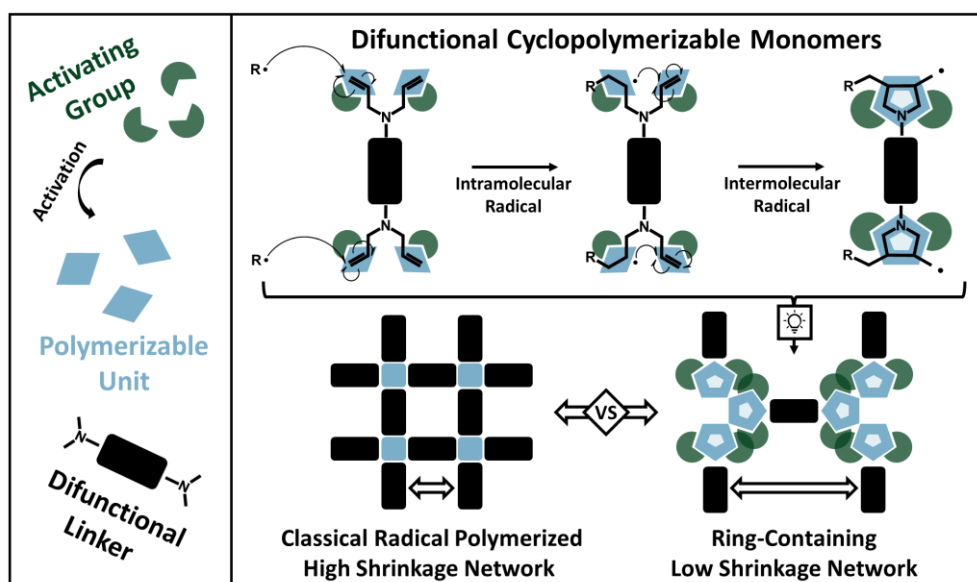 Activating
Group
Activation
Polymerizable
Unit
N
N
Difunctional
Linker
Difunctional Cyclopolymerizable Monomers
R•
N
N
R•
Intramolecular
Radical
R
N
N
R
Intermolecular
Radical
R
N
N
R
VS
Classical Radical Polymerized
High Shrinkage Network
Ring-Containing
Low Shrinkage Network